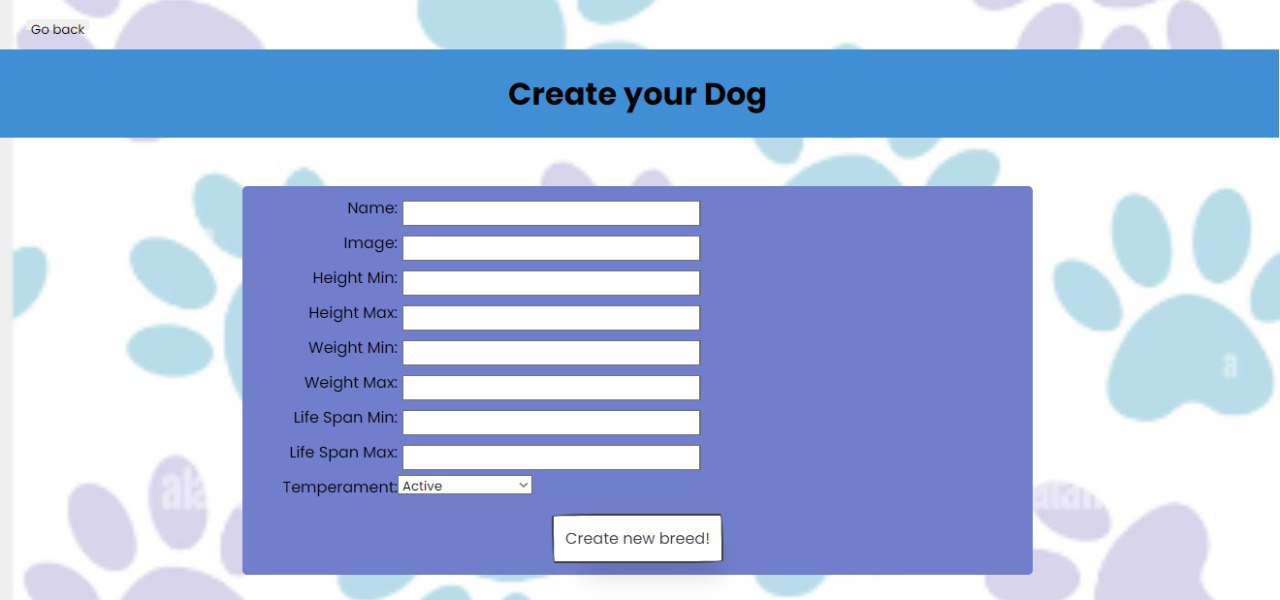 Go back
Create your Dog
Name:
Image:
Height Min:
Height Max:
Weight Min:
Weight Max:
Life Span Min:
Life Span Max:
Temperament: Active
Create new breed!
a